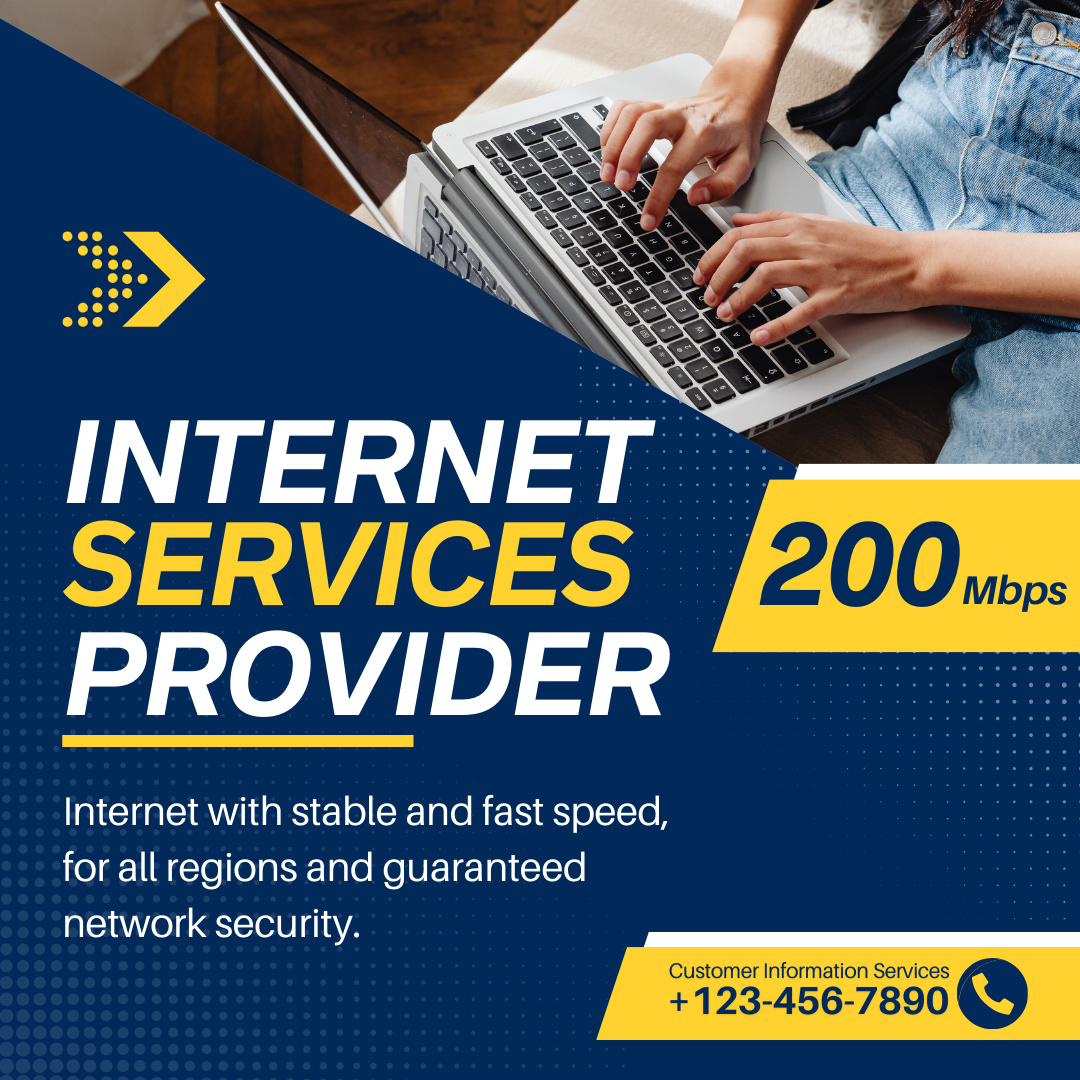 INTERNET
SERVICES
PROVIDER
200 Mbps
Internet with stable and fast speed,
for all regions and guaranteed
network security.
Customer Information Services
+123-456-7890